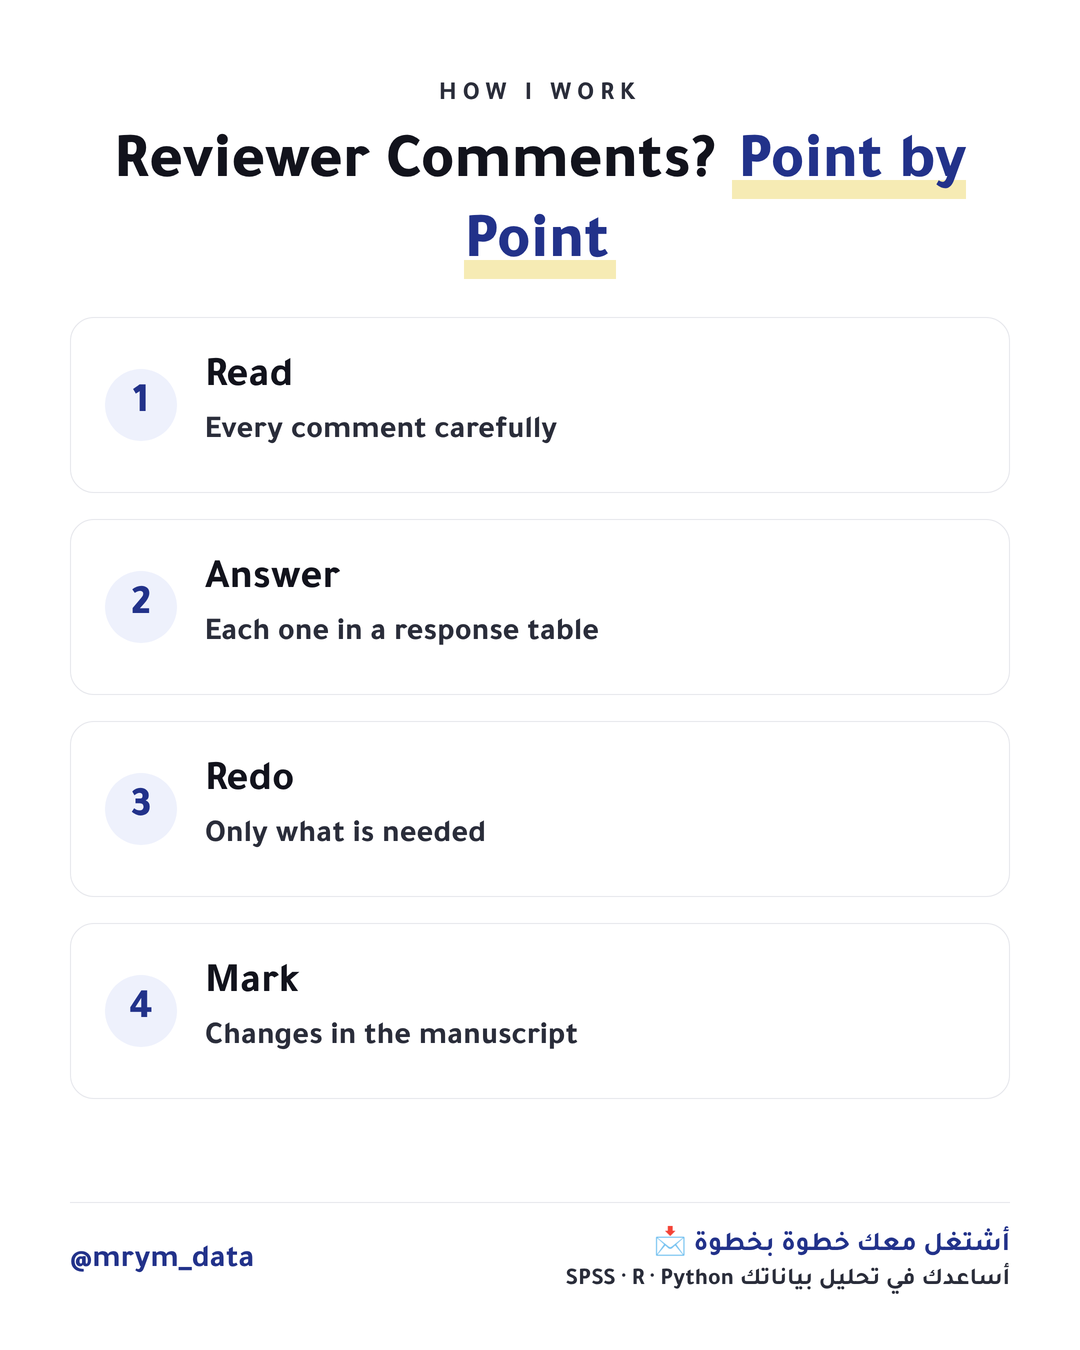 HOW I WORK
Reviewer Comments? Point by
Point
1
Read
Every comment carefully
2
Answer
Each one in a response table
3
Redo
Only what is needed
4
Mark
Changes in the manuscript
@mrym_data
أشتغل معك خطوة بخطوة 📩
أساعدك في تحليل بياناتك SPSS · R · Python